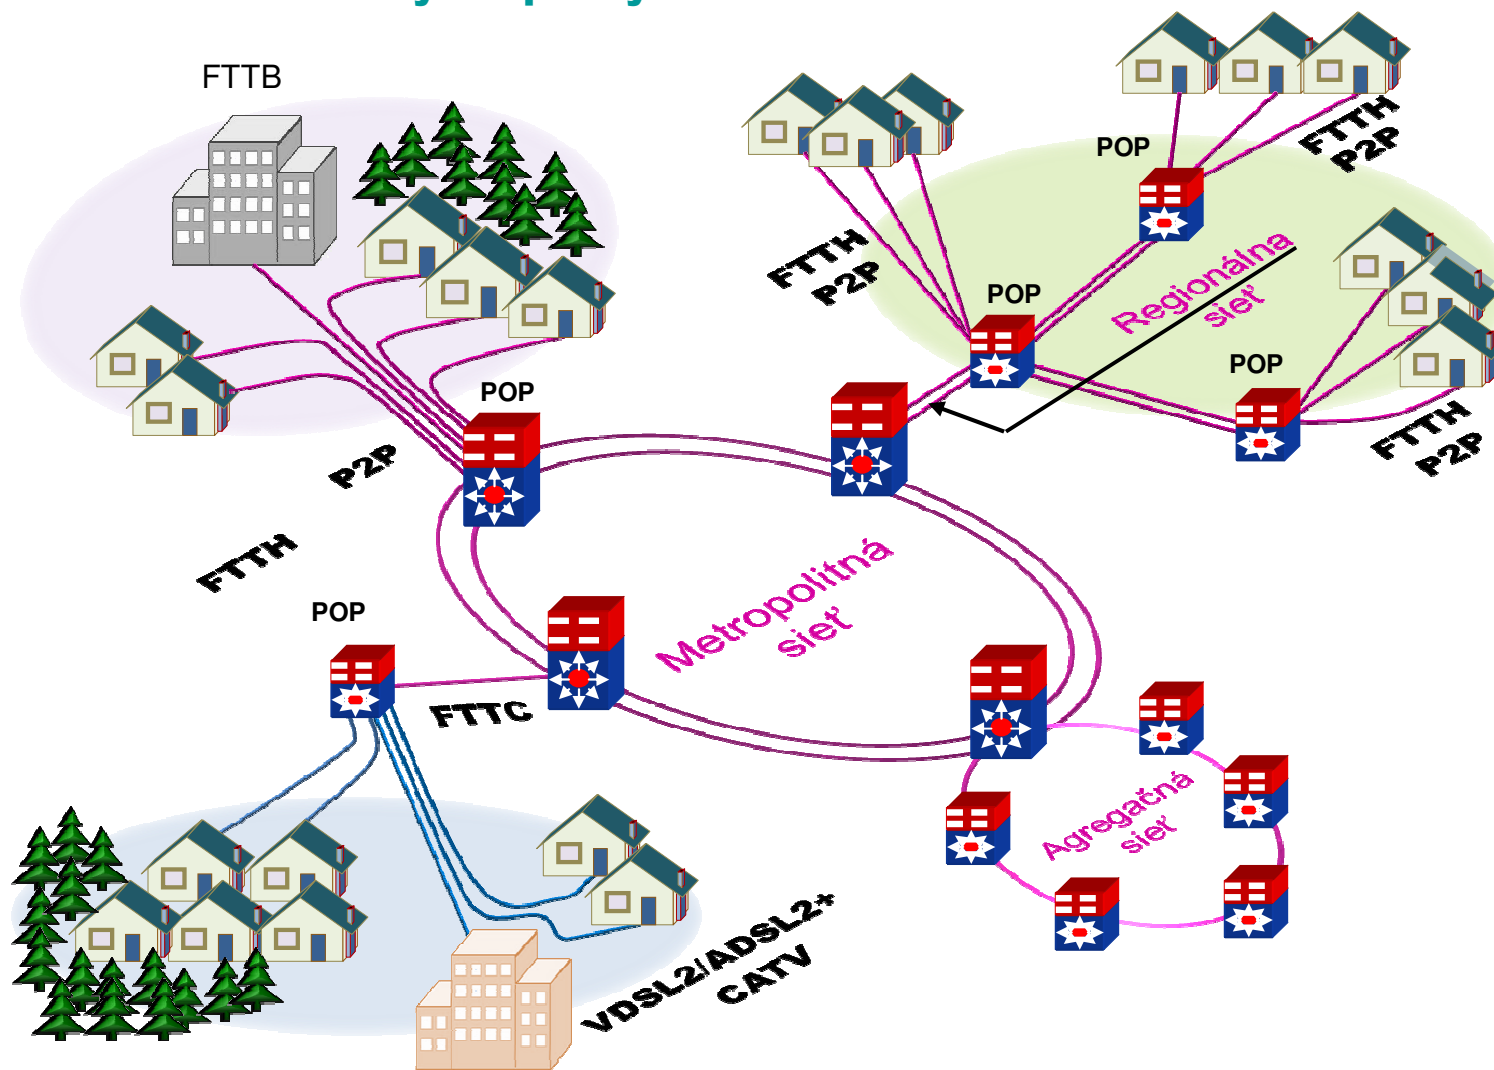 FTTB
POP
FTTH
P2P
FTTH
P2P
POP
Regionálna
sieť
POP
POP
FTTH
P2P
P2P
FTTH
POP
Metropolitná
sieť
FTTC
Agregačná
sieť
VDSL2/ADSL2+
CATV